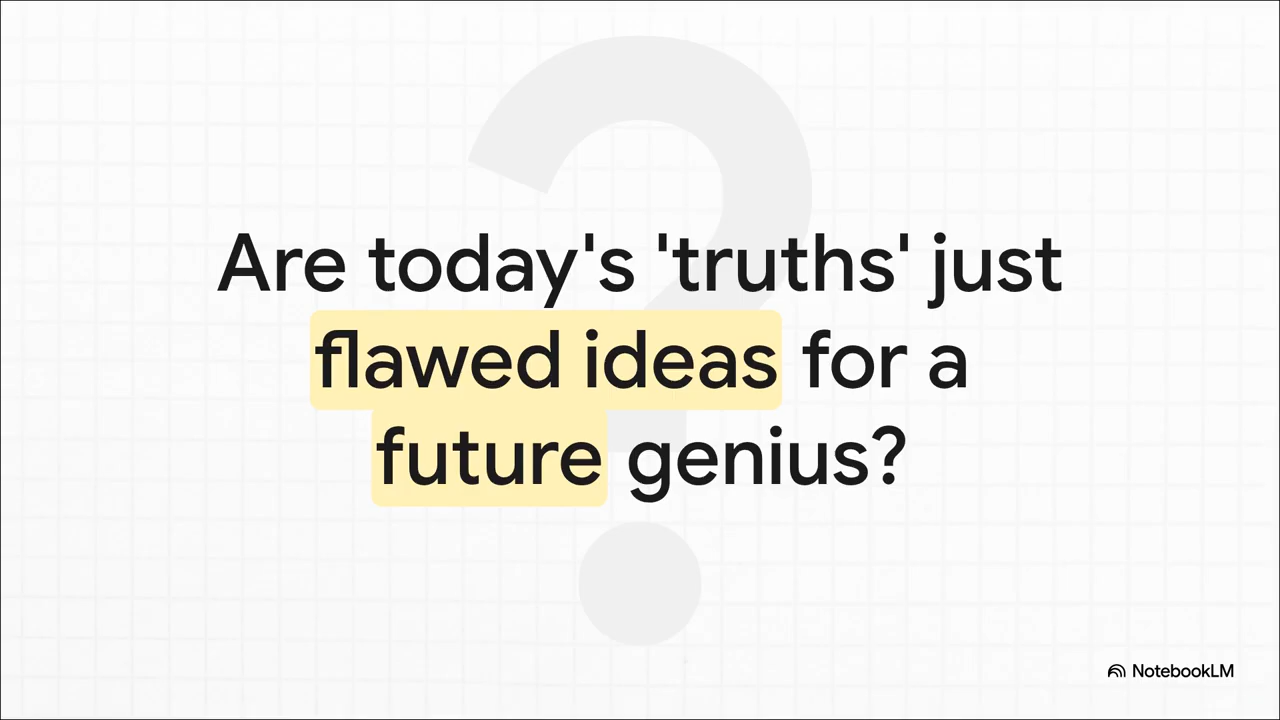 Are today's 'truths' just
flawed ideas for a
future genius?
NotebookLM